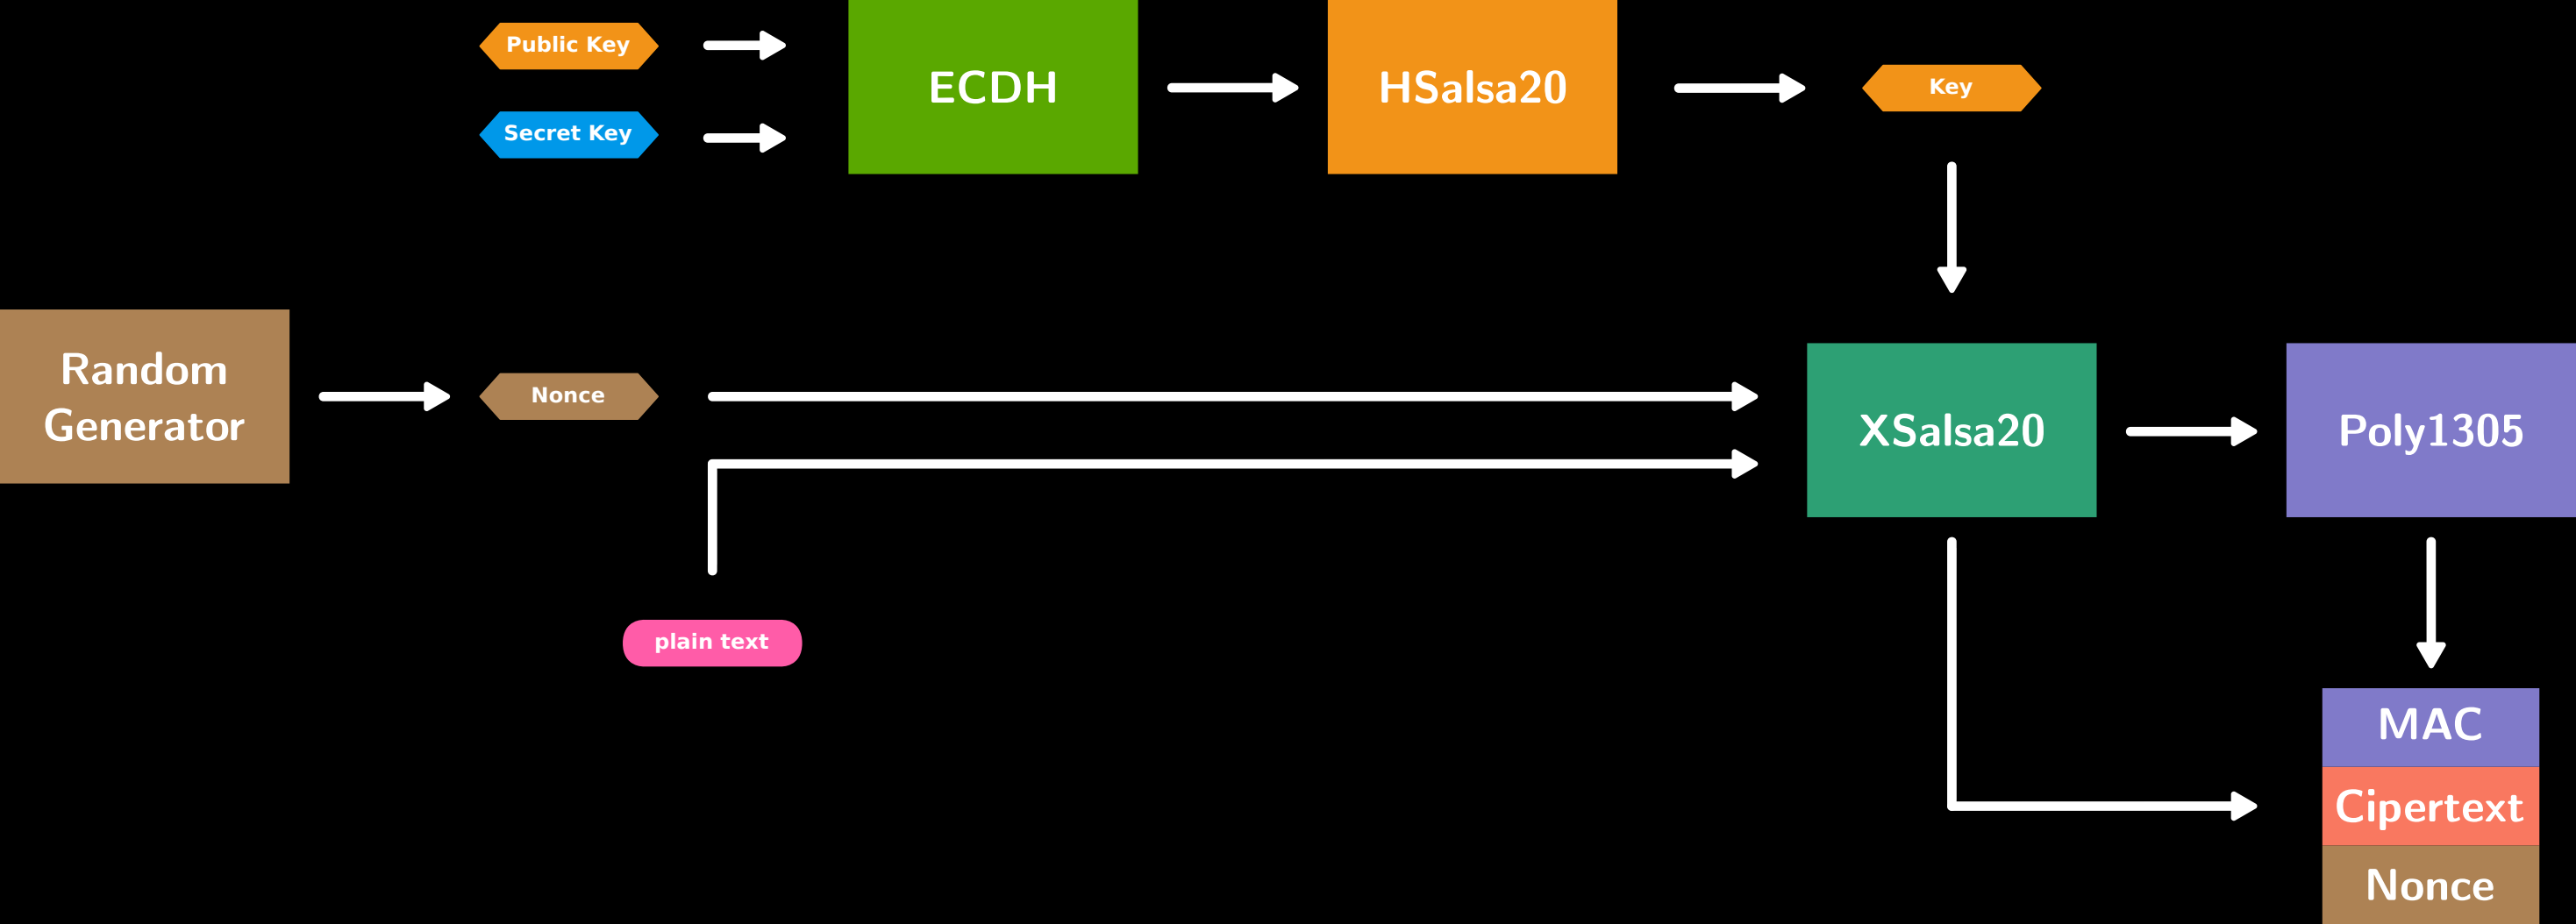 Public Key
Secret Key
ECDH
HSalsa20
Key
Random
Generator
Nonce
XSalsa20
Poly1305
plain text
MAC
Cipertext
Nonce